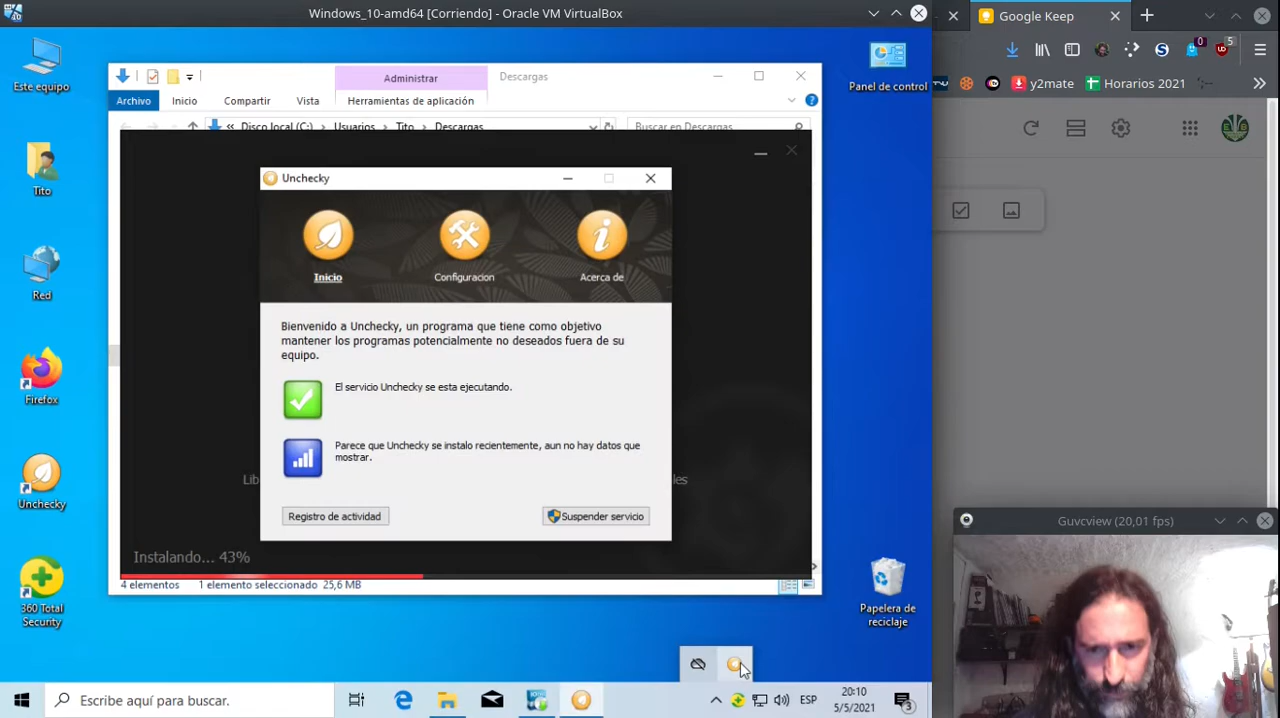 Windows_10-amd64 [Corriendo] - Oracle VM VirtualBox
Google Keep
0
5
y2mate
Horarios 2021
Este equipo
Panel de control
Administrar
Descargas
Archivo
Inicio
Compartir
Vista
Herramientas de aplicación
Disco local (C:)
Usuarios
Tito
Descargas
Buscar en Descargas
Unchecky
Tito
Inicio
Configuracion
Acerca de
Red
Bienvenido a Unchecky, un programa que tiene como objetivo
mantener los programas potencialmente no deseados fuera de su
equipo.
El servicio Unchecky se esta ejecutando.
Firefox
Parece que Unchecky se instalo recientemente, aun no hay datos que
mostrar.
Lib
les
Unchecky
Registro de actividad
Suspender servicio
Guvcview (20,01 fps)
Instalando... 43%
4 elementos
1 elemento seleccionado
25,6 MB
360 Total
Security
Papelera de
reciclaje
Escribe aquí para buscar.
ESP
20:10
5/5/2021
3